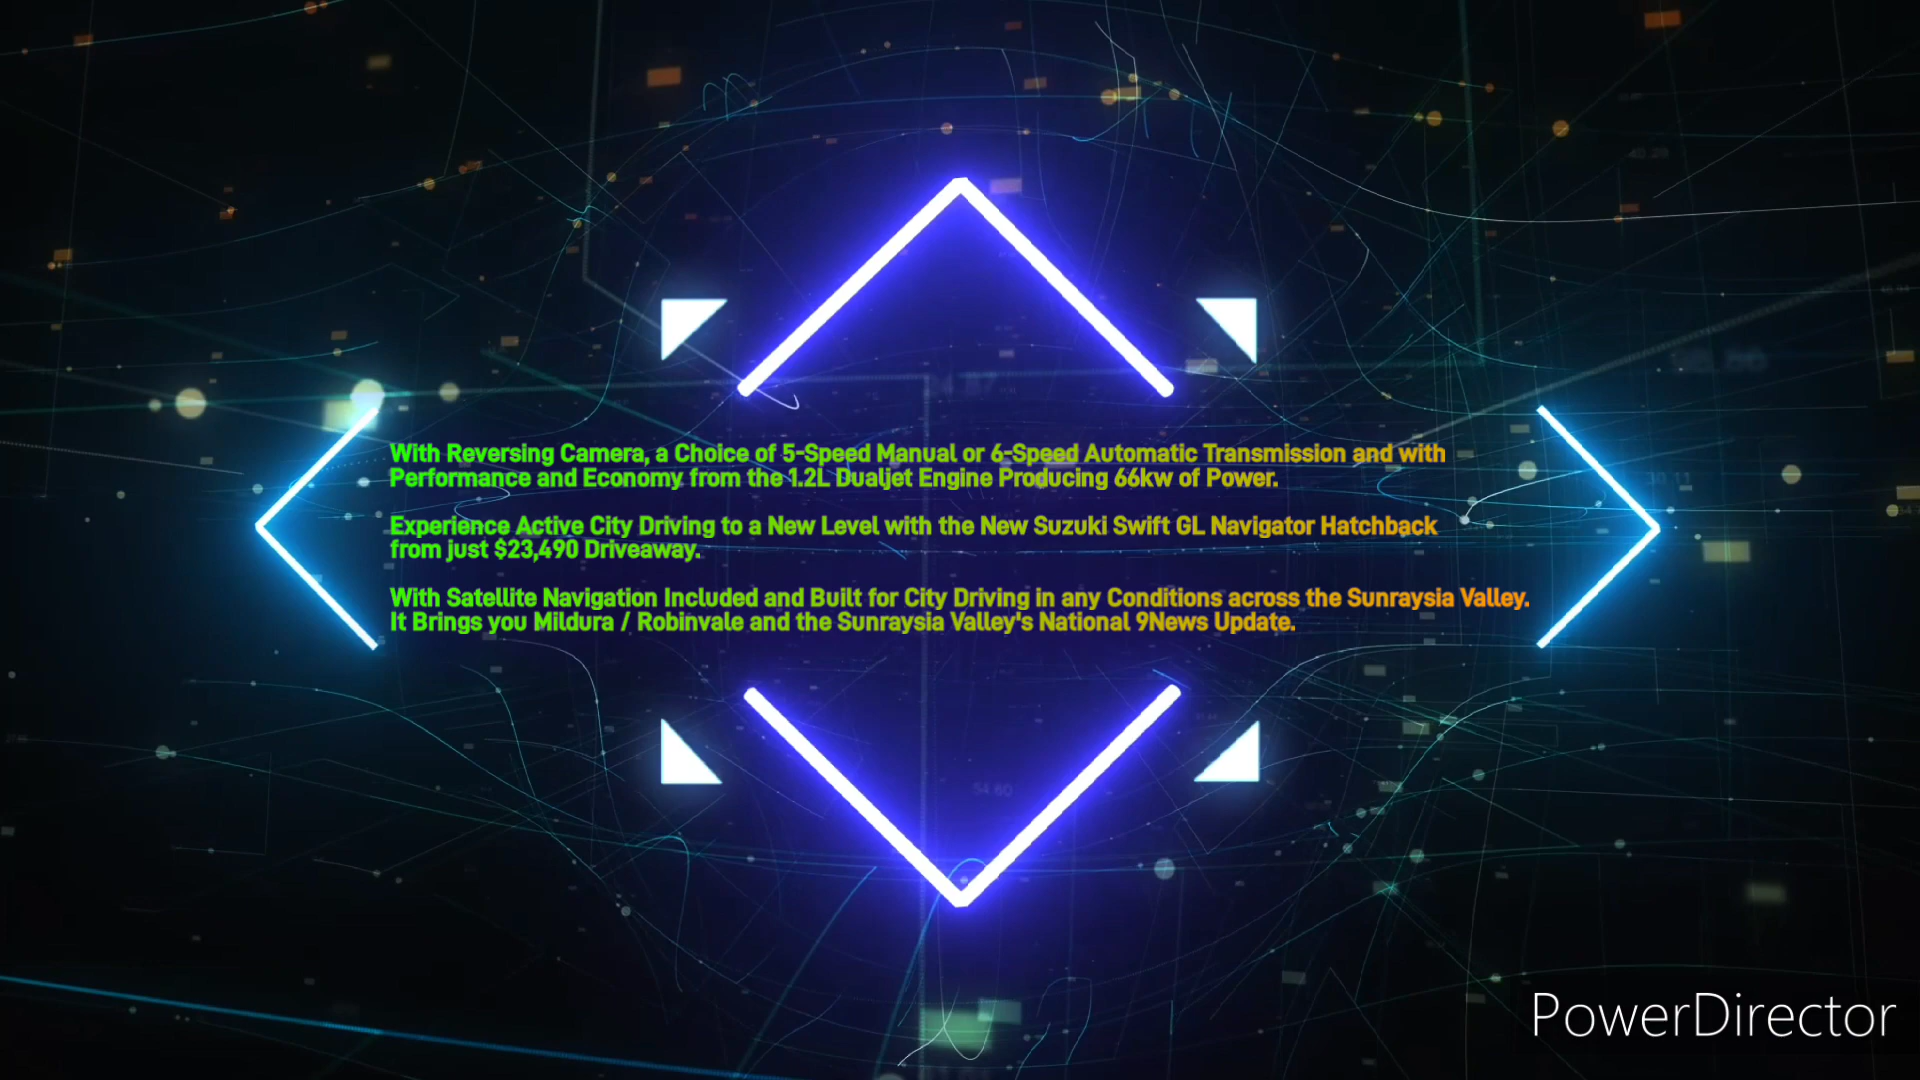 With Reversing Camera, a Choice of 5-Speed Manual or 6-Speed Automatic Transmission and with
Performance and Economy from the 1.2L Dualjet Engine Producing 66kw of Power.
Experience Active City Driving to a New Level with the New Suzuki Swift GL Navigator Hatchback
from just $23,490 Driveaway.
With Satellite Navigation Included and Built for City Driving in any Conditions across the Sunraysia Valley.
It Brings you Mildura / Robinvale and the Sunraysia Valley's National 9News Update.
54.60
PowerDirector